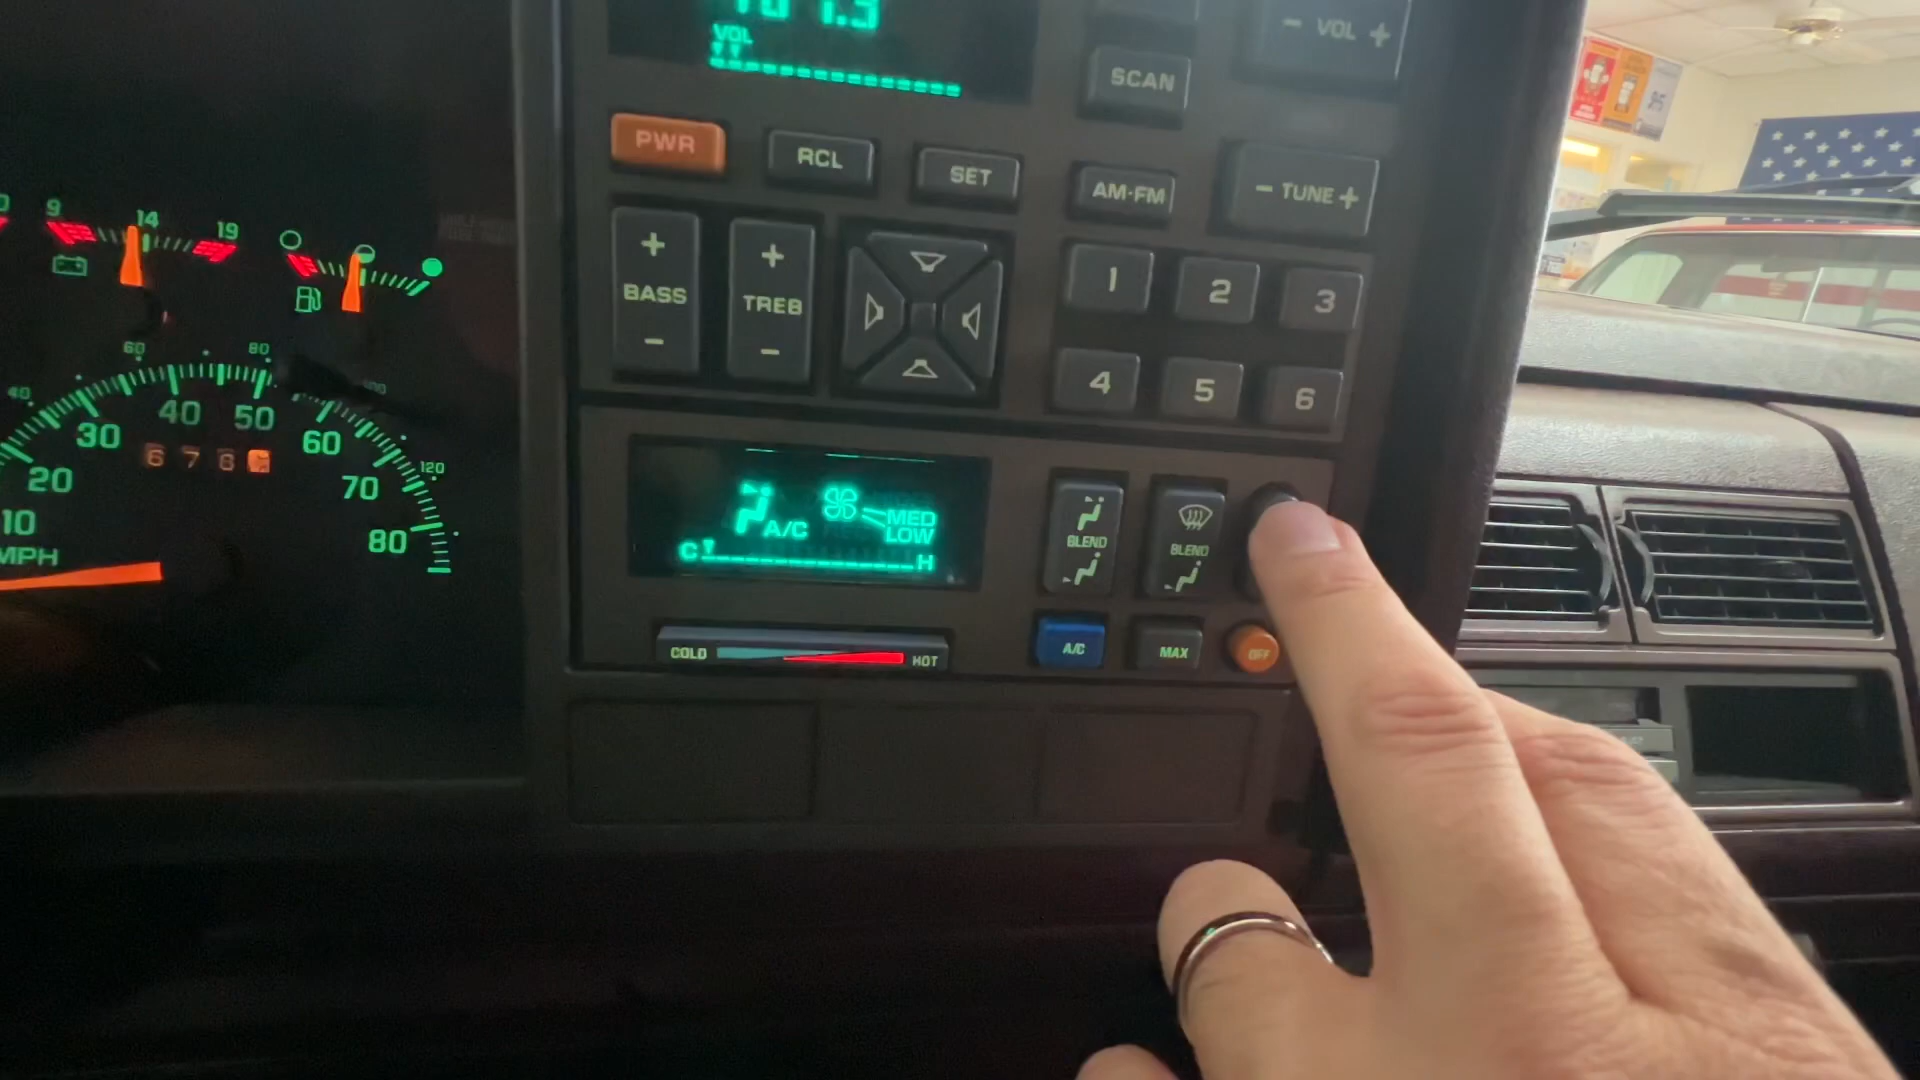 VOL
- VOL +
SCAN
PWR
RCL
SET
AM-FM
- TUNE +
+
BASS
-
+
TREB
-
1
2
3
4
5
6
9
14
19
40
60
80
120
10
20
30
40
50
60
70
80
MPH
6 7 8
A/C
MED
LOW
C
H
BLEND
BLEND
COLD
HOT
A/C
MAX
OFF